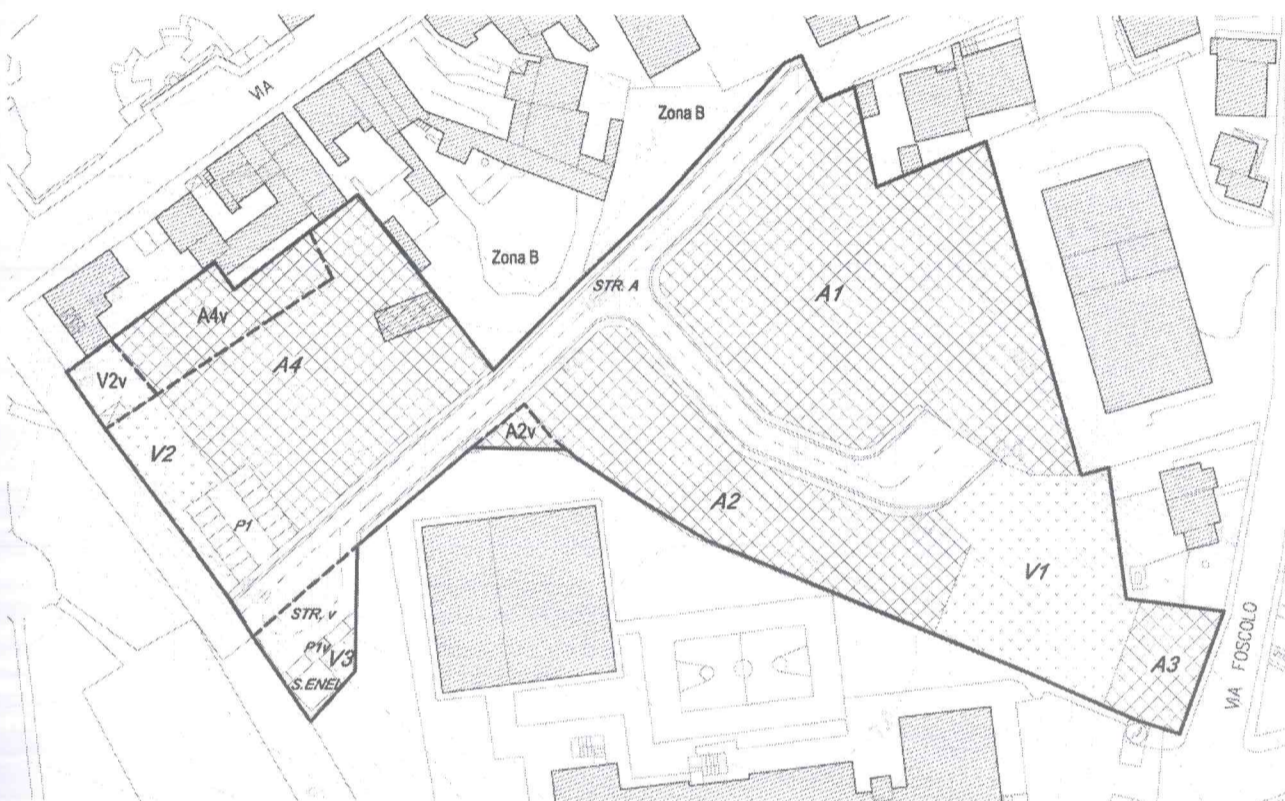 VIA
Zona B
Zona B
STR. A
A1
A4v
A4
V2v
A2v
V2
A2
P1
V1
STR. v
P1v
V3
S.ENEL
A3
VIA FOSCOLO